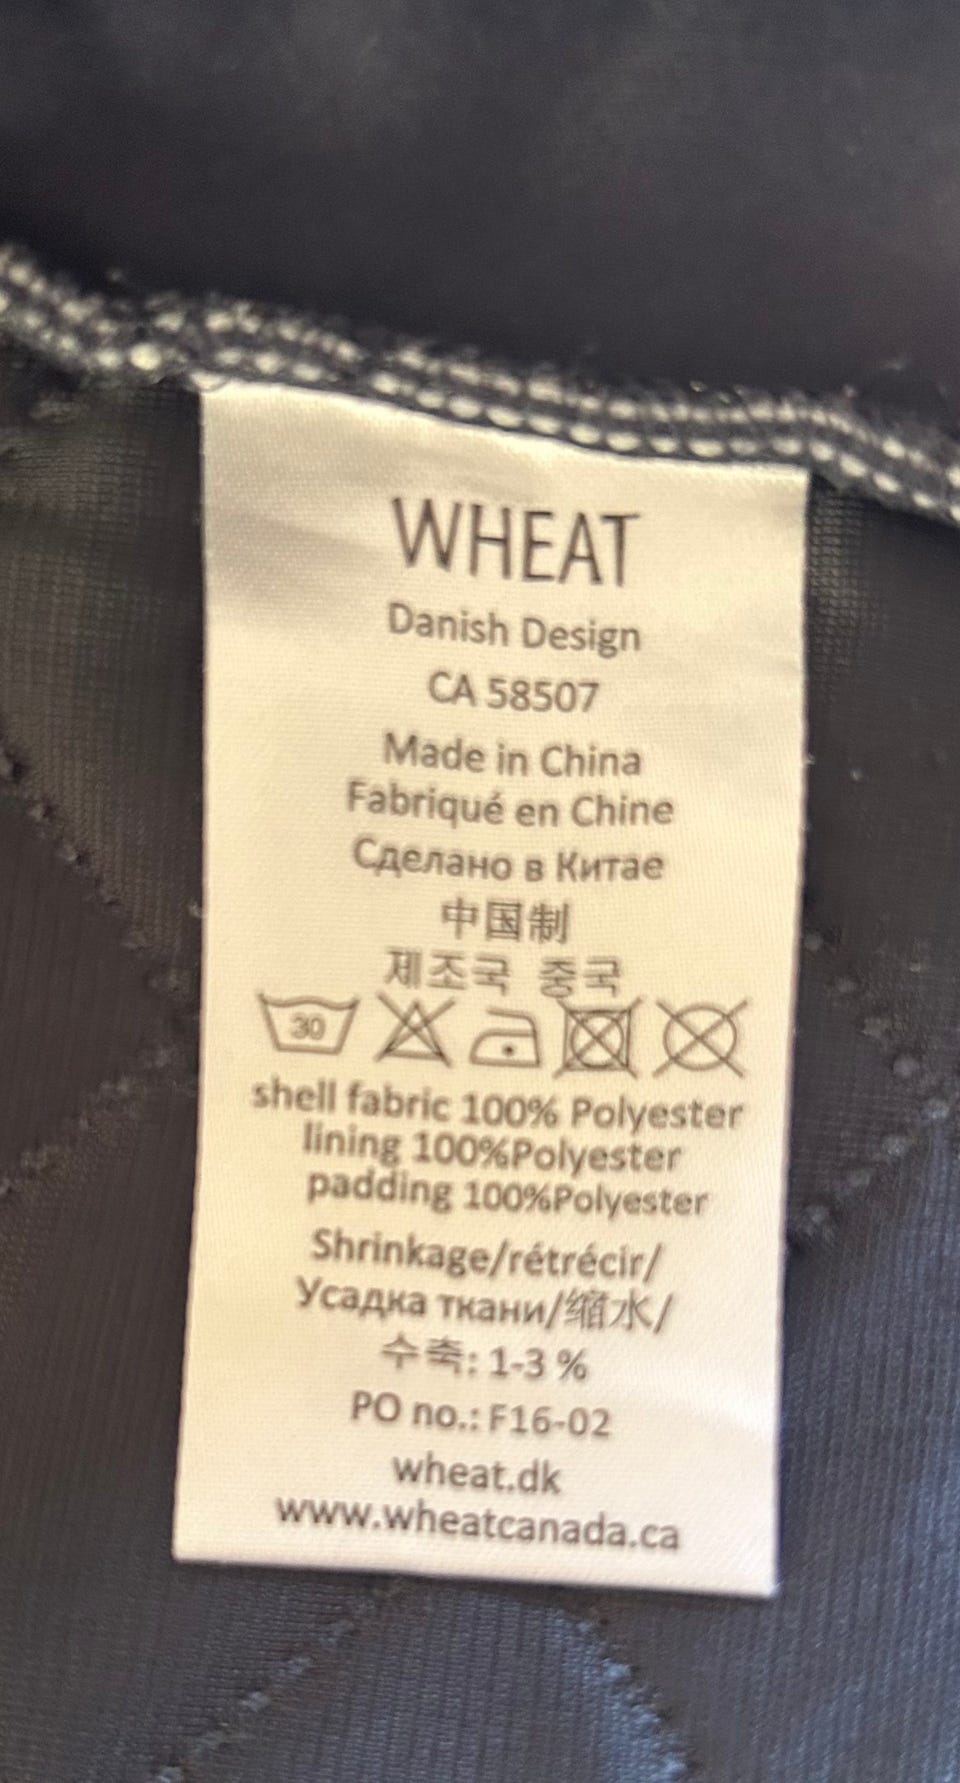 WHEAT
Danish Design
CA 58507
Made in China
Fabriqué en Chine
Сделано в Китае
中国制
제조국 중국
30
shell fabric 100% Polyester
lining 100%Polyester
padding 100%Polyester
Shrinkage/rétrécir/
Усадка ткани/缩水/
수축: 1-3 %
PO no.: F16-02
wheat.dk
www.wheatcanada.ca